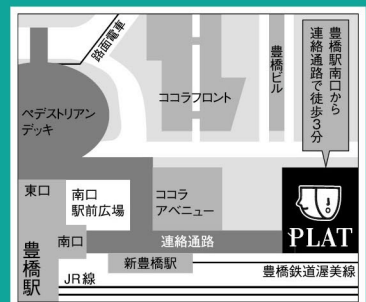 路面電車
ペデストリアン
デッキ
ココラフロント
豊橋ビル
豊橋駅南口から
連絡通路で徒歩3分
東口
南口
駅前広場
ココラ
アベニュー
PLAT
豊橋駅
南口
連絡通路
新豊橋駅
豊橋鉄道渥美線
JR線